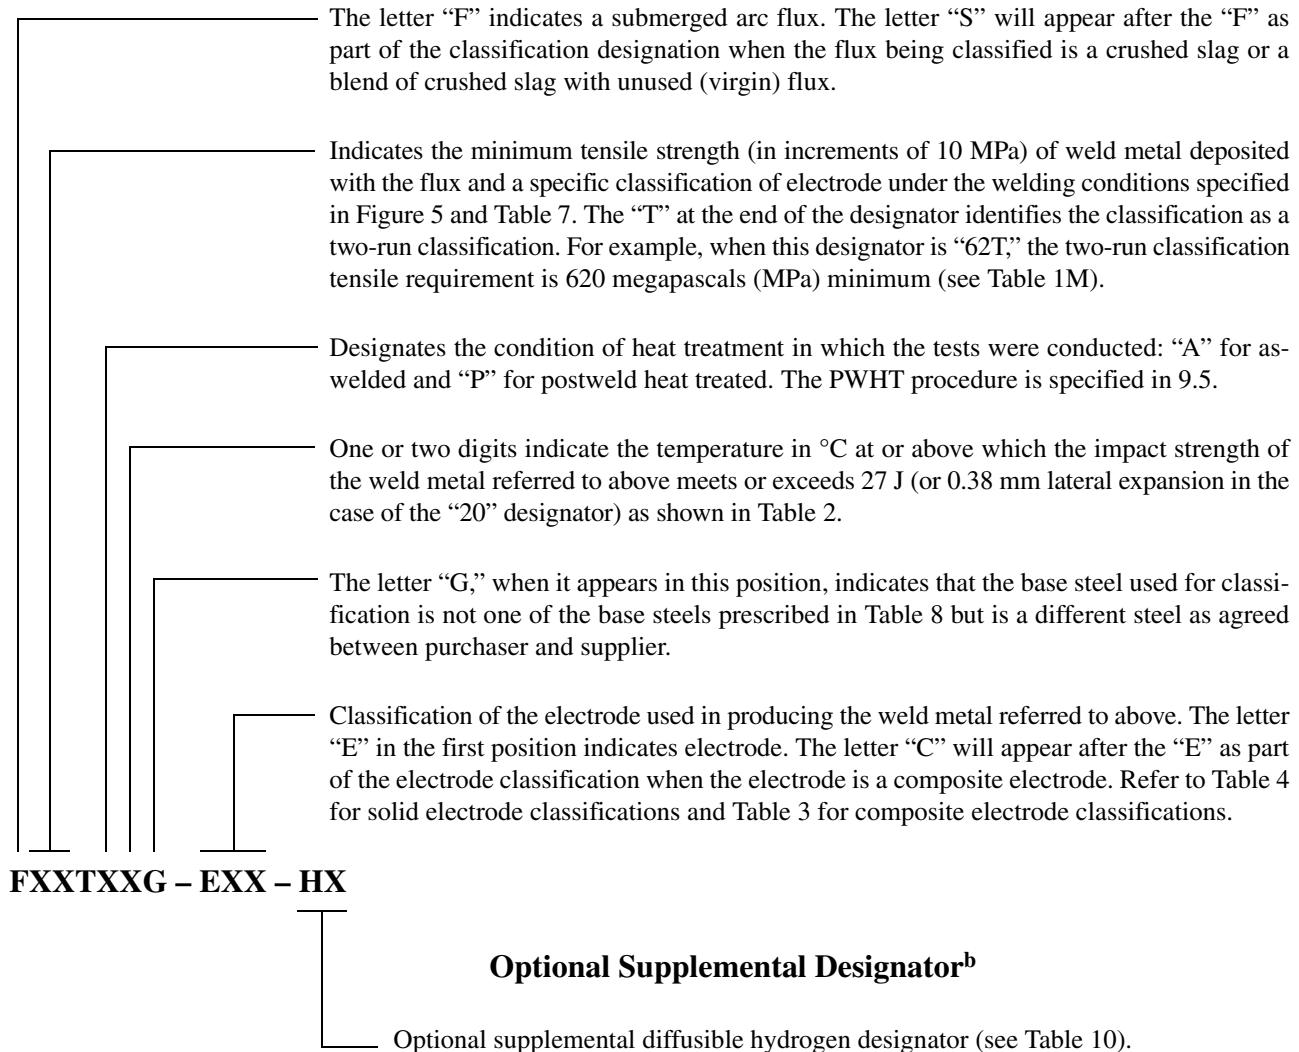 The letter “F” indicates a submerged arc flux. The letter “S” will appear after the “F” as
part of the classification designation when the flux being classified is a crushed slag or a
blend of crushed slag with unused (virgin) flux.
Indicates the minimum tensile strength (in increments of 10 MPa) of weld metal deposited
with the flux and a specific classification of electrode under the welding conditions specified
in Figure 5 and Table 7. The “T” at the end of the designator identifies the classification as a
two-run classification. For example, when this designator is “62T,” the two-run classification
tensile requirement is 620 megapascals (MPa) minimum (see Table 1M).
Designates the condition of heat treatment in which the tests were conducted: “A” for as-
welded and “P” for postweld heat treated. The PWHT procedure is specified in 9.5.
One or two digits indicate the temperature in °C at or above which the impact strength of
the weld metal referred to above meets or exceeds 27 J (or 0.38 mm lateral expansion in the
case of the “20” designator) as shown in Table 2.
The letter “G,” when it appears in this position, indicates that the base steel used for classi-
fication is not one of the base steels prescribed in Table 8 but is a different steel as agreed
between purchaser and supplier.
Classification of the electrode used in producing the weld metal referred to above. The letter
“E” in the first position indicates electrode. The letter “C” will appear after the “E” as part
of the electrode classification when the electrode is a composite electrode. Refer to Table 4
for solid electrode classifications and Table 3 for composite electrode classifications.
FXXTXXG – EXX – HX
Optional Supplemental Designatorᵇ
Optional supplemental diffusible hydrogen designator (see Table 10).